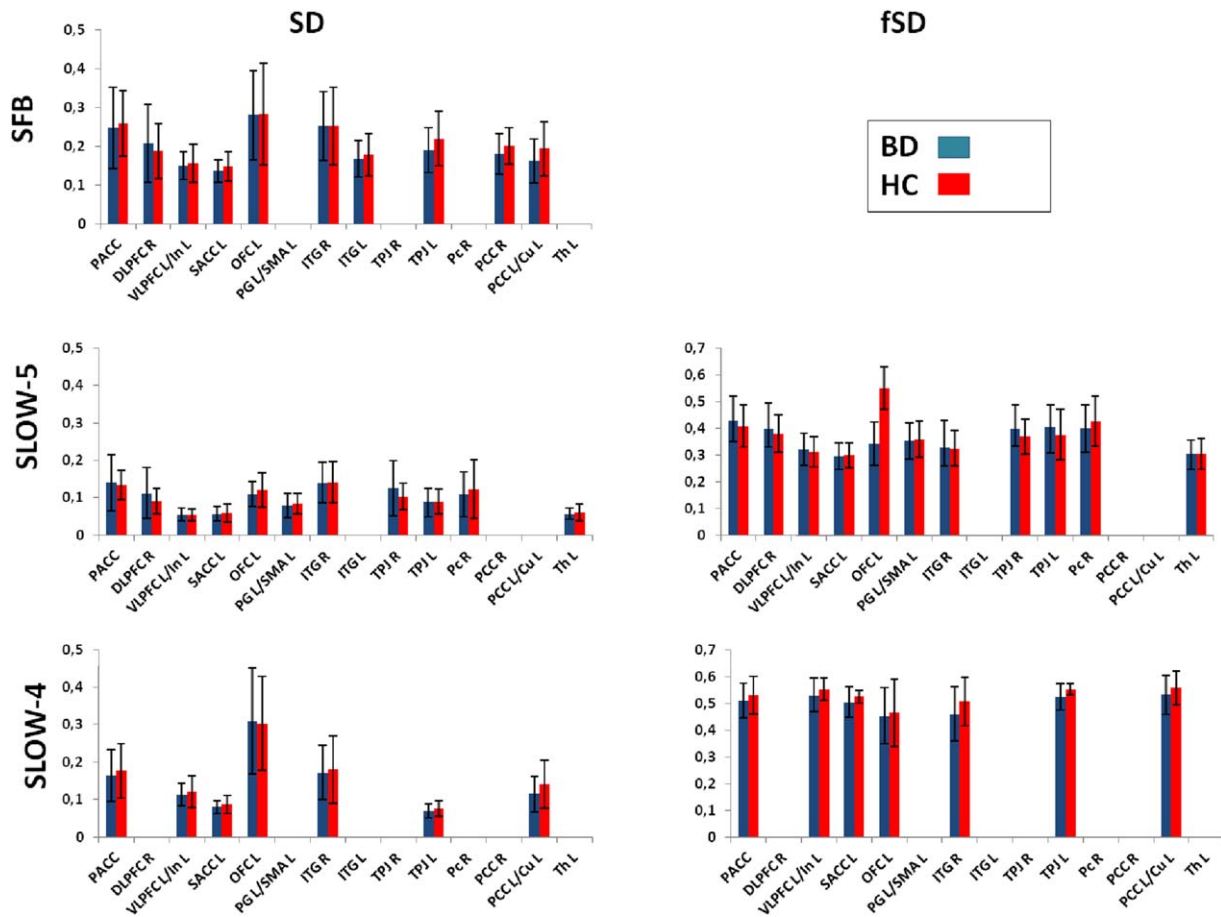 SD
fSD
SFB
0,5
0,4
0,3
0,2
0,1
0
PACC
DLPFC R
VLPFC L/In L
SACC L
OFC L
PG L/SMA L
ITG R
ITG L
TPJ R
TPJ L
Pc R
PCC R
PCC L/Cu L
Th L
BD
HC
SLOW-5
0,5
0,4
0,3
0,2
0,1
0
PACC
DLPFC R
VLPFC L/In L
SACC L
OFC L
PG L/SMA L
ITG R
ITG L
TPJ R
TPJ L
Pc R
PCC R
PCC L/Cu L
Th L
0,7
0,6
0,5
0,4
0,3
0,2
0,1
0
PACC
DLPFC R
VLPFC L/In L
SACC L
OFC L
PG L/SMA L
ITG R
ITG L
TPJ R
TPJ L
Pc R
PCC R
PCC L/Cu L
Th L
SLOW-4
0,5
0,4
0,3
0,2
0,1
0
PACC
DLPFC R
VLPFC L/In L
SACC L
OFC L
PG L/SMA L
ITG R
ITG L
TPJ R
TPJ L
Pc R
PCC R
PCC L/Cu L
Th L
0,7
0,6
0,5
0,4
0,3
0,2
0,1
0
PACC
DLPFC R
VLPFC L/In L
SACC L
OFC L
PG L/SMA L
ITG R
ITG L
TPJ R
TPJ L
Pc R
PCC R
PCC L/Cu L
Th L